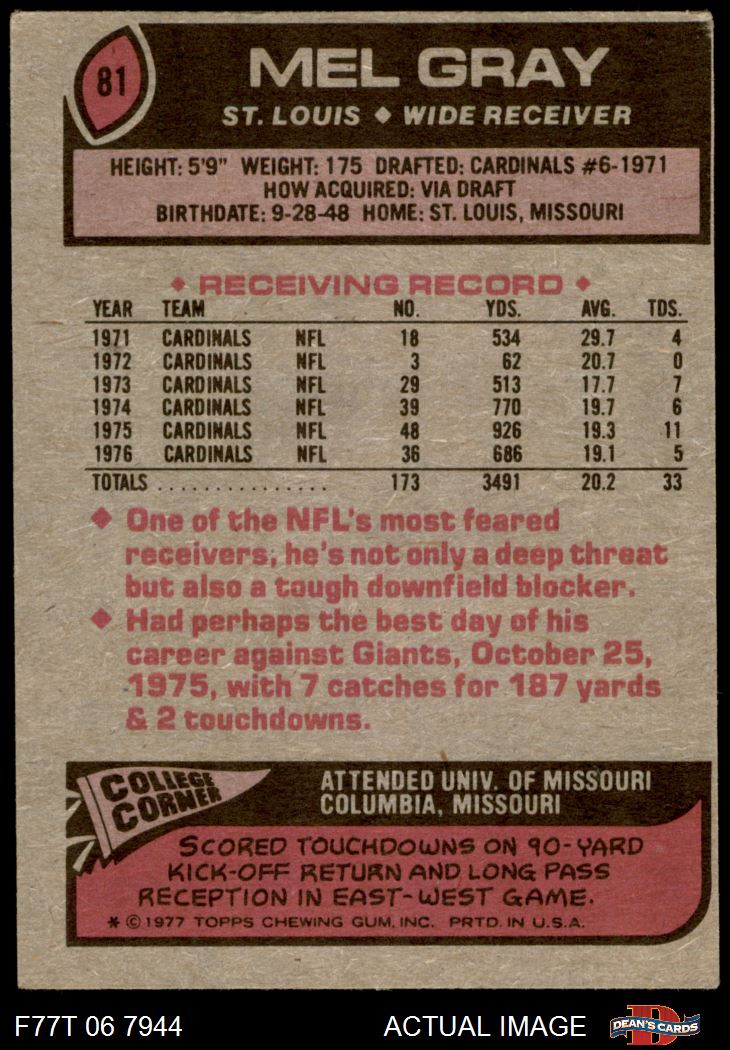 81
MEL GRAY
ST. LOUIS ◆ WIDE RECEIVER
HEIGHT: 5'9" WEIGHT: 175 DRAFTED: CARDINALS #6-1971
HOW ACQUIRED: VIA DRAFT
BIRTHDATE: 9-28-48 HOME: ST. LOUIS, MISSOURI
◆ RECEIVING RECORD ◆
YEAR TEAM NO. YDS. AVG. TDS.
1971 CARDINALS NFL 18 534 29.7 4
1972 CARDINALS NFL 3 62 20.7 0
1973 CARDINALS NFL 29 513 17.7 7
1974 CARDINALS NFL 39 770 19.7 6
1975 CARDINALS NFL 48 926 19.3 11
1976 CARDINALS NFL 36 686 19.1 5
TOTALS ................ 173 3491 20.2 33
◆ One of the NFL's most feared
receivers, he's not only a deep threat
but also a tough downfield blocker.
◆ Had perhaps the best day of his
career against Giants, October 25,
1975, with 7 catches for 187 yards
& 2 touchdowns.
COLLEGE
CORNER
ATTENDED UNIV. OF MISSOURI
COLUMBIA, MISSOURI
SCORED TOUCHDOWNS ON 90-YARD
KICK-OFF RETURN AND LONG PASS
RECEPTION IN EAST-WEST GAME.
* © 1977 TOPPS CHEWING GUM, INC. PRTD. IN U.S.A.
F77T 06 7944 ACTUAL IMAGE
D
DEAN'S CARDS